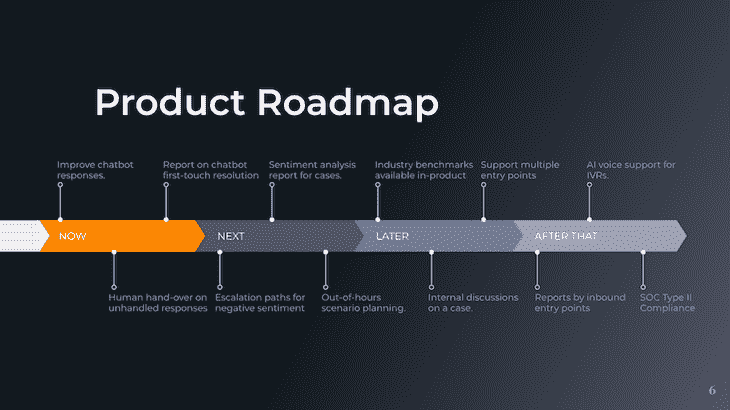 Product Roadmap
Improve chatbot
responses.
Report on chatbot
first-touch resolution
Sentiment analysis
report for cases.
Industry benchmarks
available in-product
Support multiple
entry points
AI voice support for
IVRs.
NOW
NEXT
LATER
AFTER THAT
Human hand-over on
unhandled responses
Escalation paths for
negative sentiment
Out-of-hours
scenario planning.
Internal discussions
on a case.
Reports by inbound
entry points
SOC Type II
Compliance
6